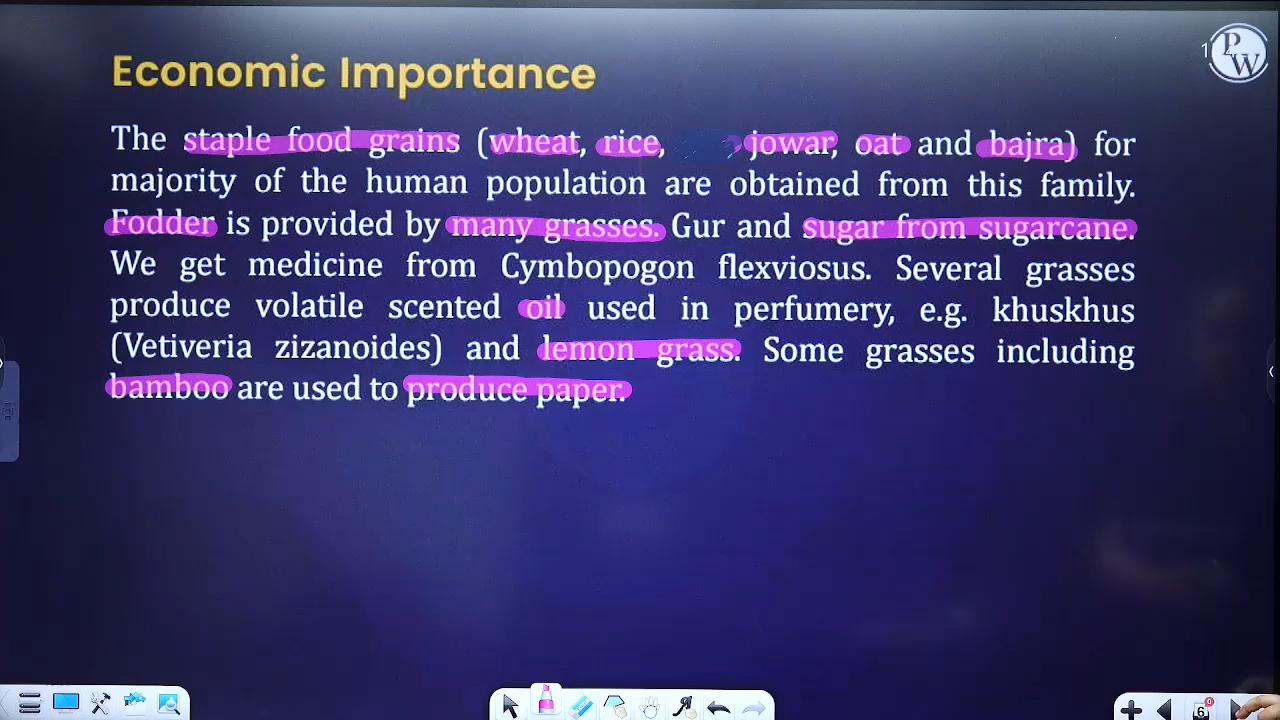 Economic Importance
The staple food grains (wheat, rice, jowar, oat and bajra) for
majority of the human population are obtained from this family.
Fodder is provided by many grasses. Gur and sugar from sugarcane.
We get medicine from Cymbopogon flexviosus. Several grasses
produce volatile scented oil used in perfumery, e.g. khuskhus
(Vetiveria zizanoides) and lemon grass. Some grasses including
bamboo are used to produce paper.
1
PW
6